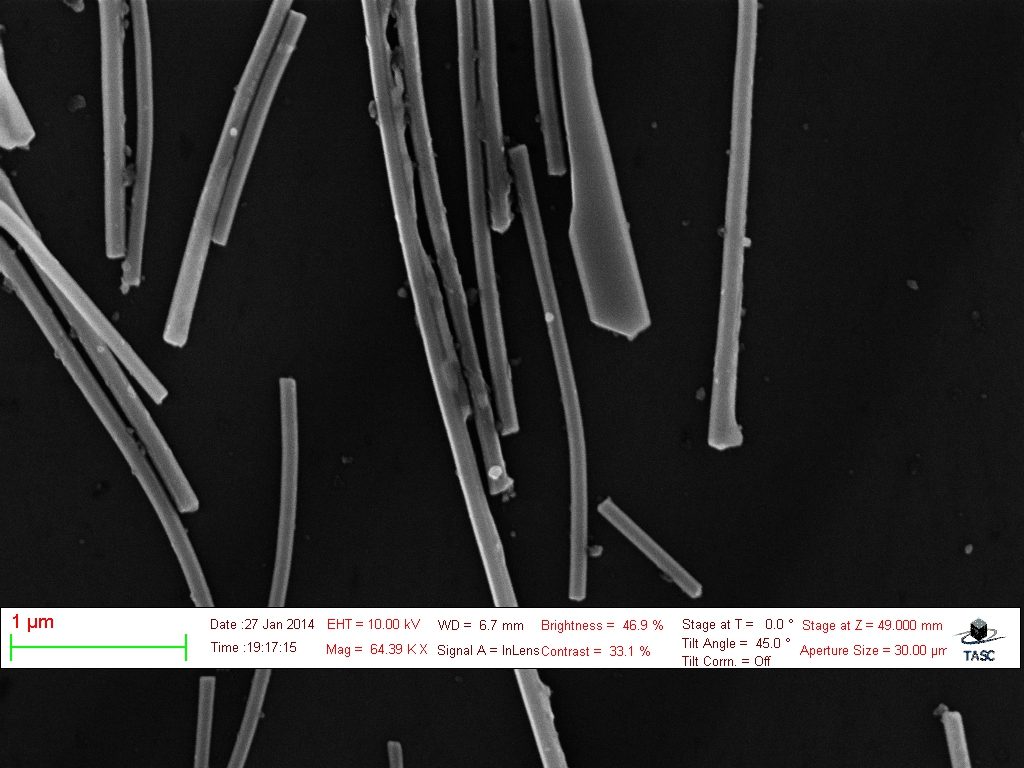 1 µm
Date :27 Jan 2014 EHT = 10.00 kV WD = 6.7 mm Brightness = 46.9 % Stage at T = 0.0 ° Stage at Z = 49.000 mm
Time :19:17:15 Mag = 64.39 K X Signal A = InLens Contrast = 33.1 % Tilt Angle = 45.0 ° Aperture Size = 30.00 µm
Tilt Corrn. = Off
TASC